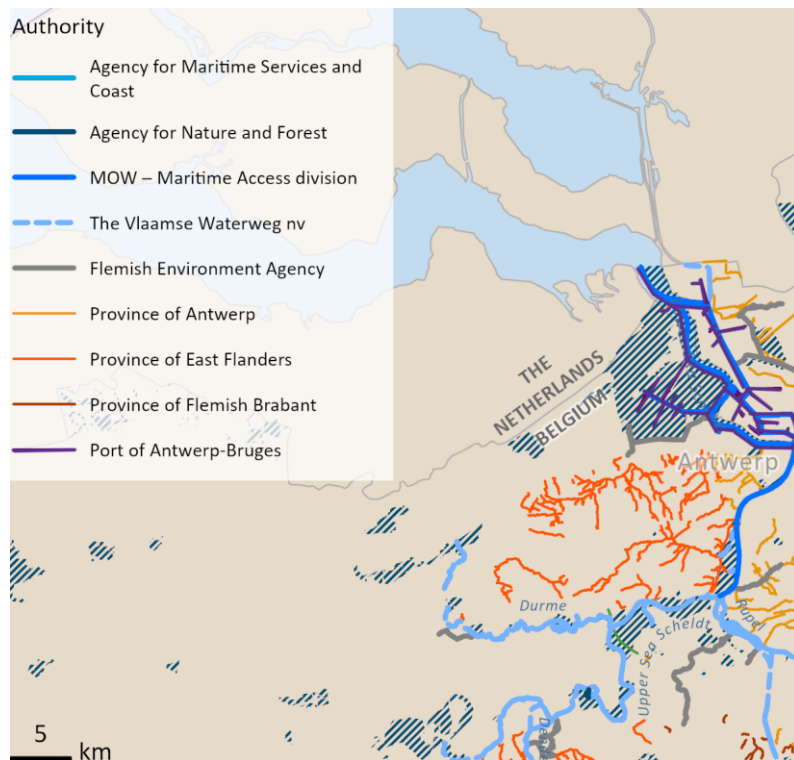 Authority
Agency for Maritime Services and
Coast
Agency for Nature and Forest
MOW – Maritime Access division
The Vlaamse Waterweg nv
Flemish Environment Agency
Province of Antwerp
Province of East Flanders
Province of Flemish Brabant
Port of Antwerp-Bruges
THE
NETHERLANDS
BELGIUM
Antwerp
Durme
Rupel
Upper Sea Scheldt
5
km